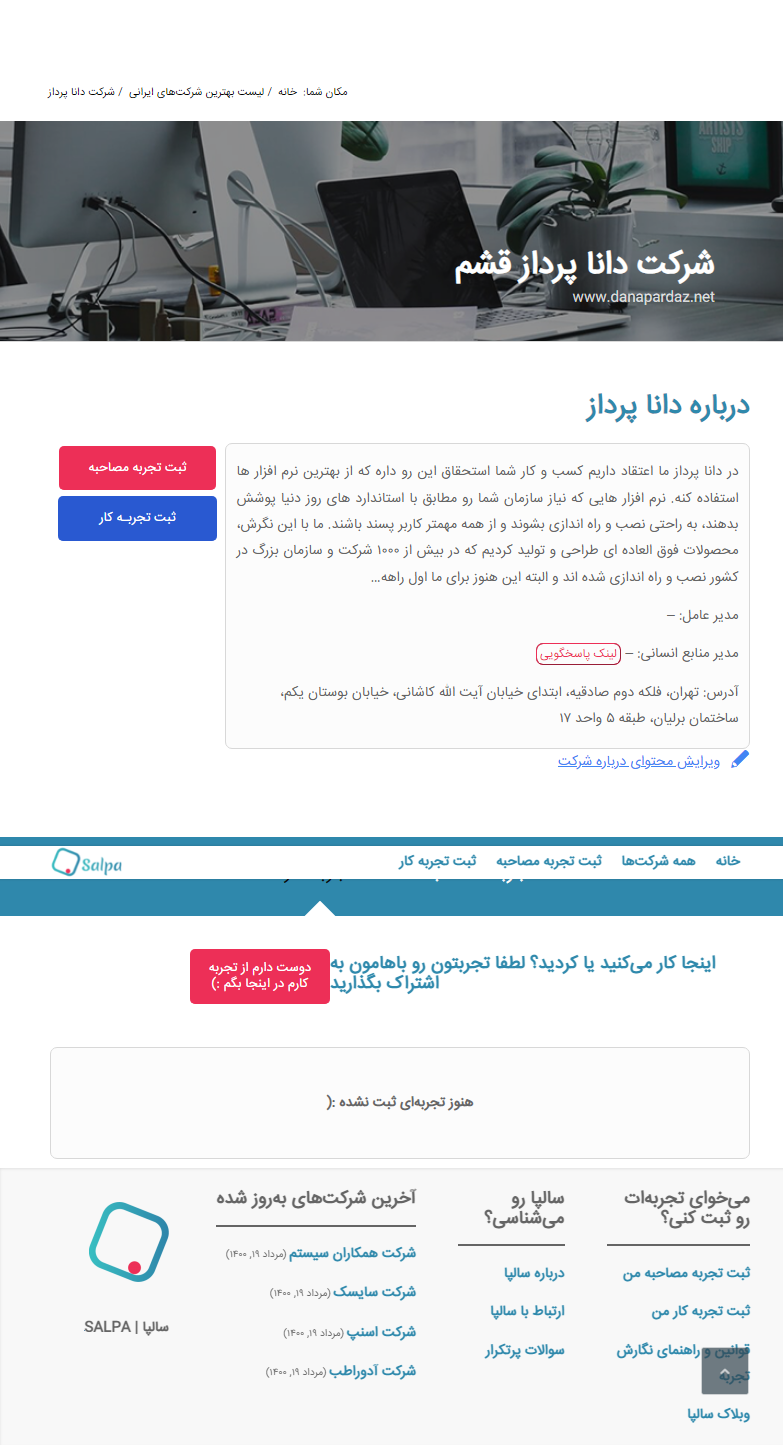 مکان شما: خانه / لیست بهترین شرکت‌های ایرانی / شرکت دانا پرداز
ARTISTS
SHIP
شرکت دانا پرداز قشم
www.danapardaz.net
درباره دانا پرداز
ثبت تجربه مصاحبه
ثبت تجربـه کار
در دانا پرداز ما اعتقاد داریم کسب و کار شما استحقاق این رو داره که از بهترین نرم افزار ها
استفاده کنه. نرم افزار هایی که نیاز سازمان شما رو مطابق با استاندارد های روز دنیا پوشش
بدهند، به راحتی نصب و راه اندازی بشوند و از همه مهمتر کاربر پسند باشند. ما با این نگرش،
محصولات فوق العاده ای طراحی و تولید کردیم که در بیش از ۱۰۰۰ شرکت و سازمان بزرگ در
کشور نصب و راه اندازی شده اند و البته این هنوز برای ما اول راهه...
مدیر عامل: –
مدیر منابع انسانی: – لینک پاسخگویی
آدرس: تهران، فلکه دوم صادقیه، ابتدای خیابان آیت الله کاشانی، خیابان بوستان یکم،
ساختمان برلیان، طبقه ۵ واحد ۱۷
ویرایش محتوای درباره شرکت
خانه
همه شرکت‌ها
ثبت تجربه مصاحبه
ثبت تجربه کار
Salpa
اینجا کار می‌کنید یا کردید؟ لطفا تجربتون رو باهامون به
اشتراک بگذارید
دوست دارم از تجربه
کارم در اینجا بگم :)
هنوز تجربه‌ای ثبت نشده :(
می‌خوای تجربه‌ات
رو ثبت کنی؟
ثبت تجربه مصاحبه من
ثبت تجربه کار من
قوانین و راهنمای نگارش
تجربه
وبلاک سالپا
سالپا رو
می‌شناسی؟
درباره سالپا
ارتباط با سالپا
سوالات پرتکرار
آخرین شرکت‌های به‌روز شده
شرکت همکاران سیستم (مرداد ۱۹, ۱۴۰۰)
شرکت سایسک (مرداد ۱۹, ۱۴۰۰)
شرکت اسنپ (مرداد ۱۹, ۱۴۰۰)
شرکت آدوراطب (مرداد ۱۹, ۱۴۰۰)
سالپا | SALPA